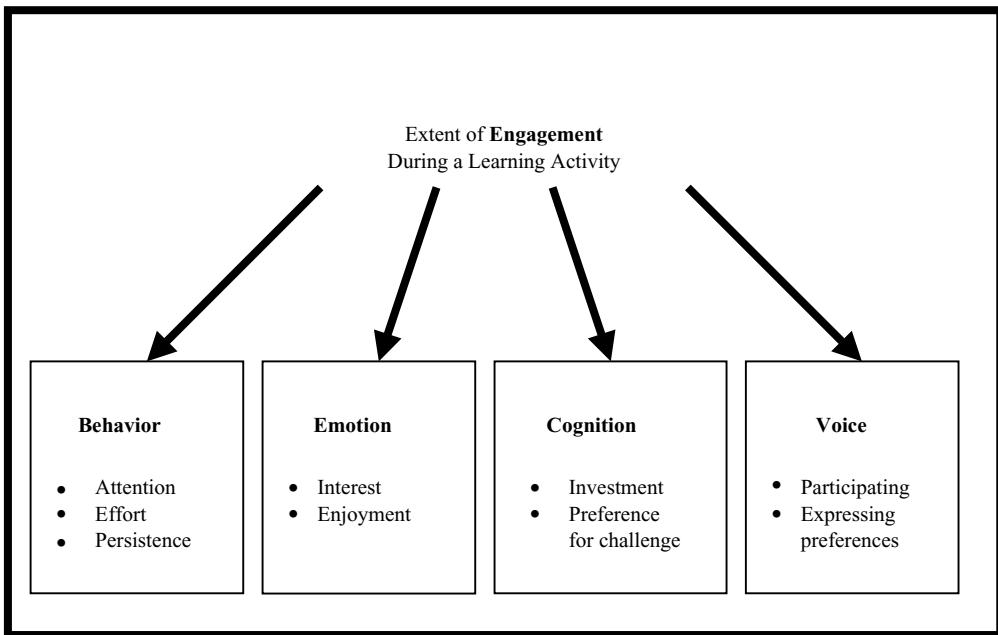 Extent of Engagement
During a Learning Activity
Behavior
• Attention
• Effort
• Persistence
Emotion
• Interest
• Enjoyment
Cognition
• Investment
• Preference
for challenge
Voice
• Participating
• Expressing
preferences